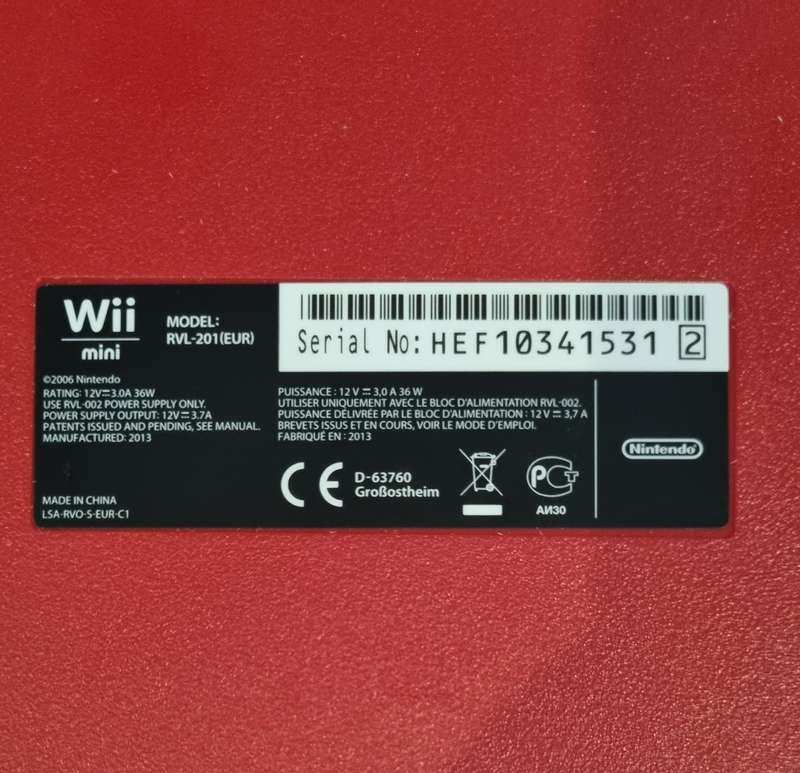 Wii
mini
MODEL:
RVL-201(EUR)
Serial No: HEF10341531 2
©2006 Nintendo
RATING: 12V⎓3.0A 36W
USE RVL-002 POWER SUPPLY ONLY.
POWER SUPPLY OUTPUT: 12V⎓3.7A
PATENTS ISSUED AND PENDING, SEE MANUAL.
MANUFACTURED: 2013
MADE IN CHINA
LSA-RVO-S-EUR-C1
PUISSANCE : 12 V⎓3,0 A 36 W
UTILISER UNIQUEMENT AVEC LE BLOC D'ALIMENTATION RVL-002.
PUISSANCE DÉLIVRÉE PAR LE BLOC D'ALIMENTATION : 12 V⎓3,7 A
BREVETS ISSUS ET EN COURS, VOIR LE MODE D'EMPLOI.
FABRIQUÉ EN : 2013
CE
D-63760
Großostheim
РСТ
АИ30
Nintendo